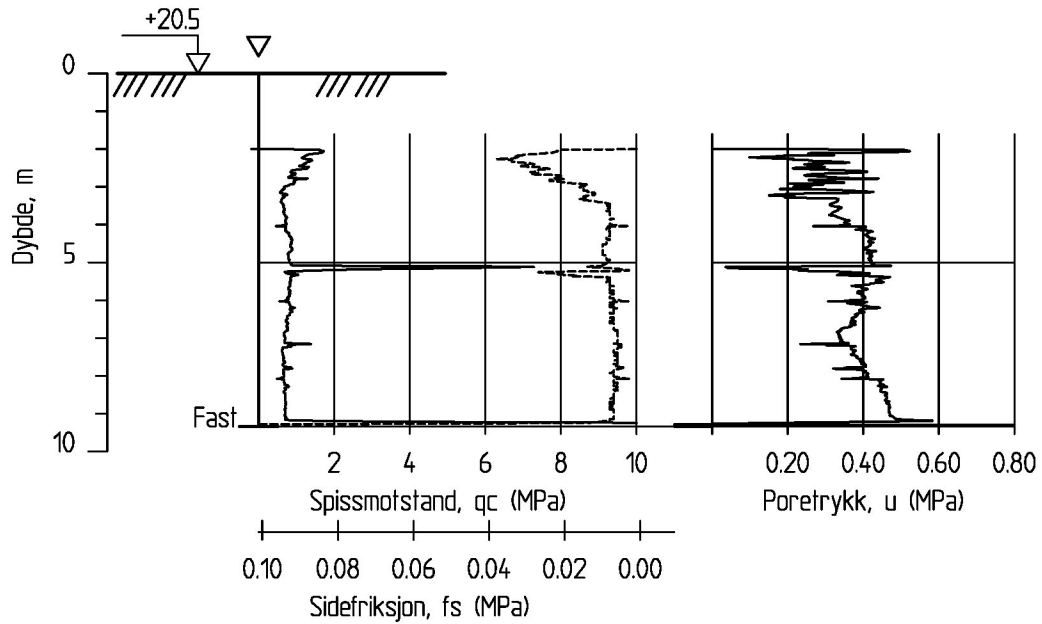 +20.5
0
Dybde, m
5
Fast
10
2 4 6 8 10
0.20 0.40 0.60 0.80
Spissmotstand, qc (MPa)
Poretrykk, u (MPa)
0.10 0.08 0.06 0.04 0.02 0.00
Sidefriksjon, fs (MPa)